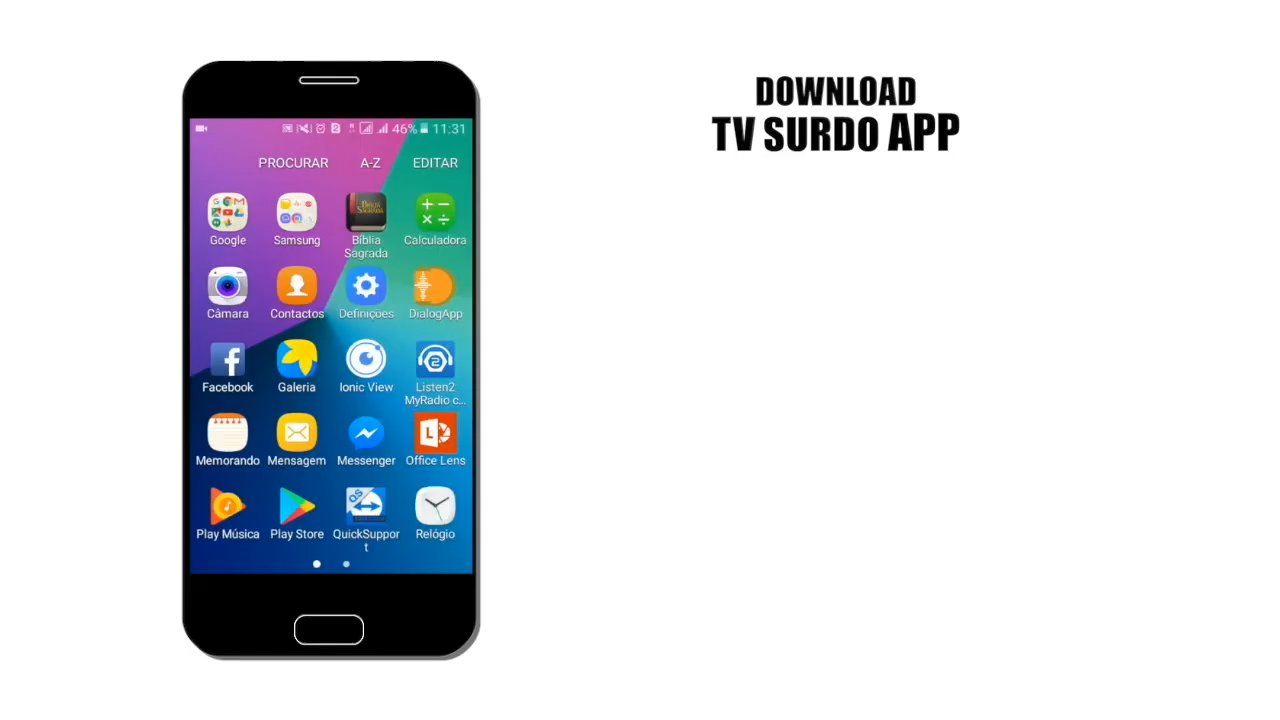 DOWNLOAD
TV SURDO APP
46% 11:31
PROCURAR A-Z EDITAR
Google Samsung Bíblia Sagrada Calculadora
Câmara Contactos Definições DialogApp
Facebook Galeria Ionic View Listen2 MyRadio c...
Memorando Mensagem Messenger Office Lens
Play Música Play Store QuickSupport Relógio